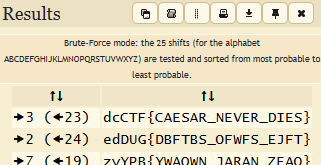 Results
Brute-Force mode: the 25 shifts (for the alphabet
ABCDEFGHIJKLMNOPQRSTUVWXYZ) are tested and sorted from most probable to
least probable.
↑↓ ↑↓
🠢3 (🠠23) dcCTF{CAESAR_NEVER_DIES}
🠢2 (🠠24) edDUG{DBFTBS_OFWFS_EJFT}
🠢7 (🠠19) zyYPB{YWAOWN_JARAN_ZEAO}